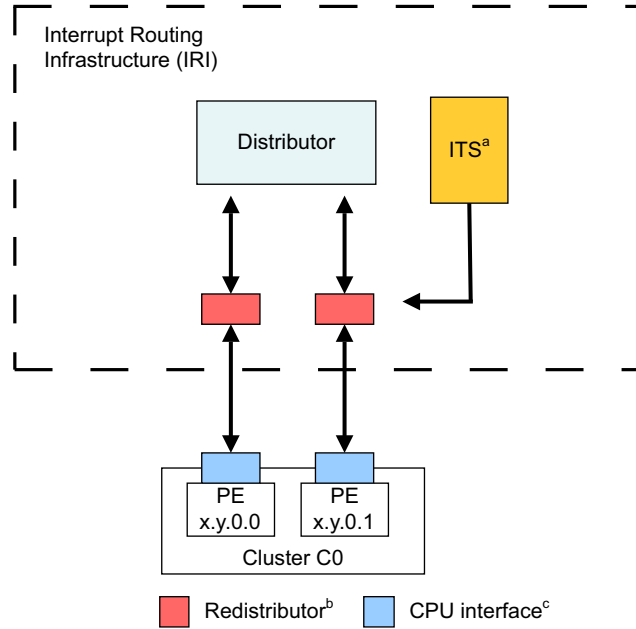 Interrupt Routing
Infrastructure (IRI)
Distributor
ITSa
PE
x.y.0.0
PE
x.y.0.1
Cluster C0
Redistributorb
CPU interfacec